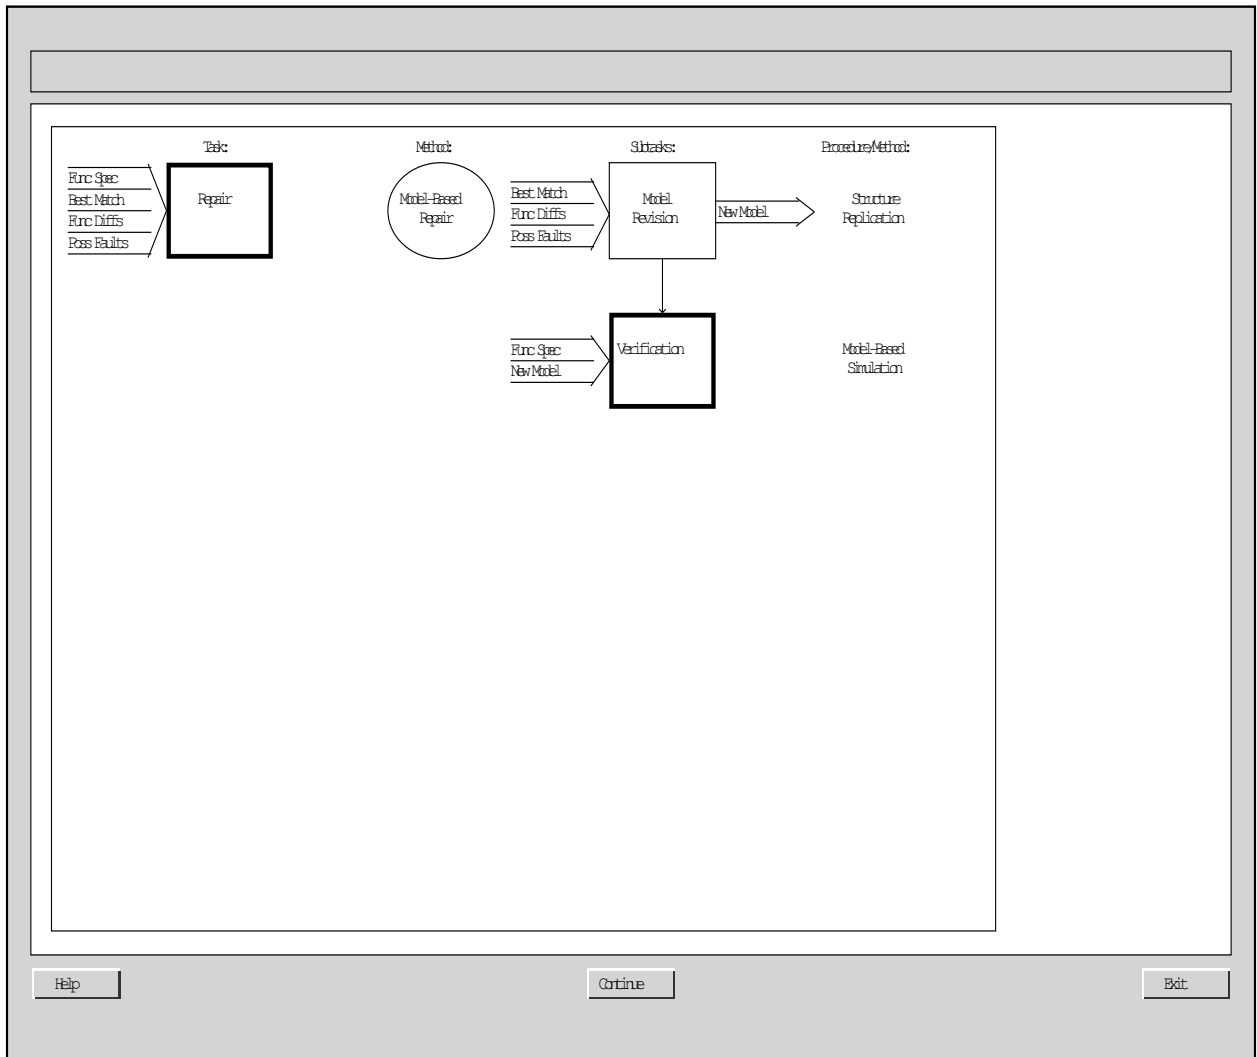 Task:
Method:
Subtasks:
Procedure/Method:
Func Spec
Best Match
Func Diffs
Poss Faults
Repair
Model-Based
Repair
Best Match
Func Diffs
Poss Faults
Model
Revision
New Model
Structure
Replication
Func Spec
New Model
Verification
Model-Based
Simulation
Help
Continue
Exit